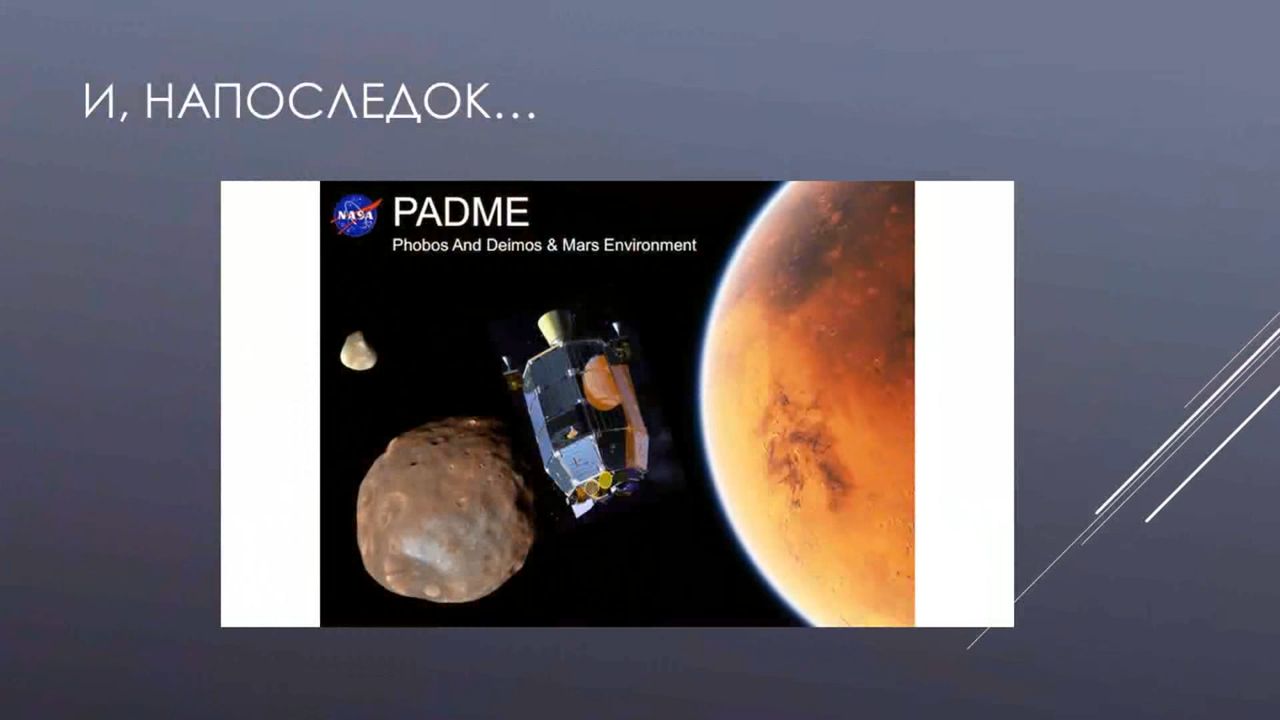 И, НАПОСЛЕДОК...
NASA
PADME
Phobos And Deimos & Mars Environment